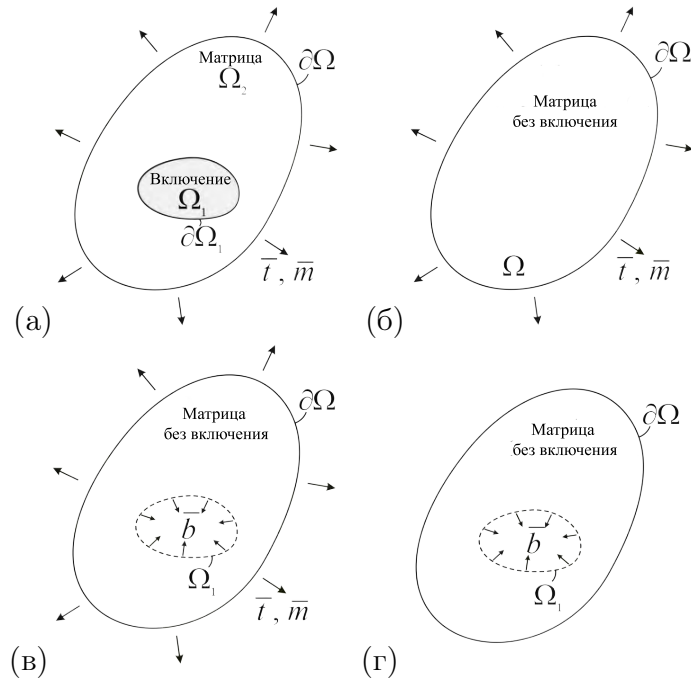 Матрица
Ω₂
∂Ω
Включение
Ω₁
∂Ω₁
t̅, m̅
(а)
∂Ω
Матрица
без включения
Ω
t̅, m̅
(б)
∂Ω
Матрица
без включения
b̅
Ω₁
t̅, m̅
(в)
∂Ω
Матрица
без включения
b̅
Ω₁
(г)